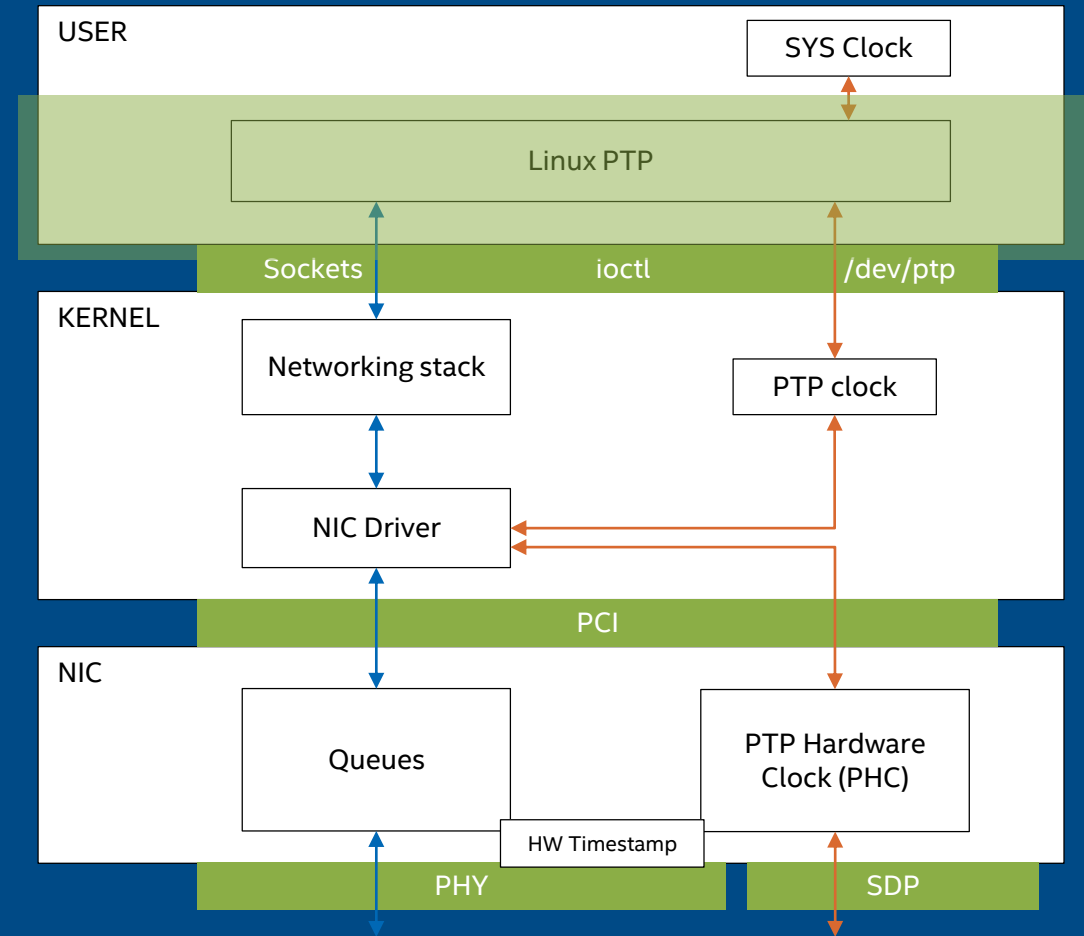 USER
SYS Clock
Linux PTP
Sockets ioctl /dev/ptp
KERNEL
Networking stack
PTP clock
NIC Driver
PCI
NIC
Queues
PTP Hardware
Clock (PHC)
HW Timestamp
PHY
SDP